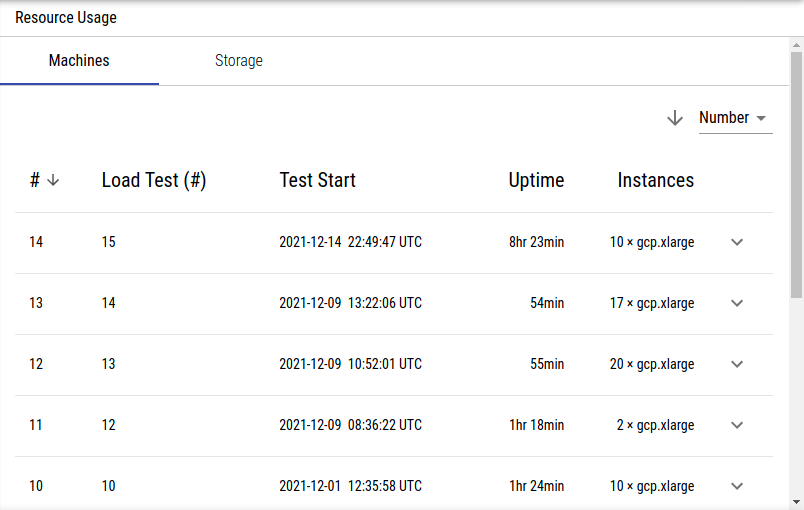 Resource Usage
Machines Storage
Number
# Load Test (#) Test Start Uptime Instances
14 15 2021-12-14 22:49:47 UTC 8hr 23min 10 × gcp.xlarge
13 14 2021-12-09 13:22:06 UTC 54min 17 × gcp.xlarge
12 13 2021-12-09 10:52:01 UTC 55min 20 × gcp.xlarge
11 12 2021-12-09 08:36:22 UTC 1hr 18min 2 × gcp.xlarge
10 10 2021-12-01 12:35:58 UTC 1hr 24min 10 × gcp.xlarge